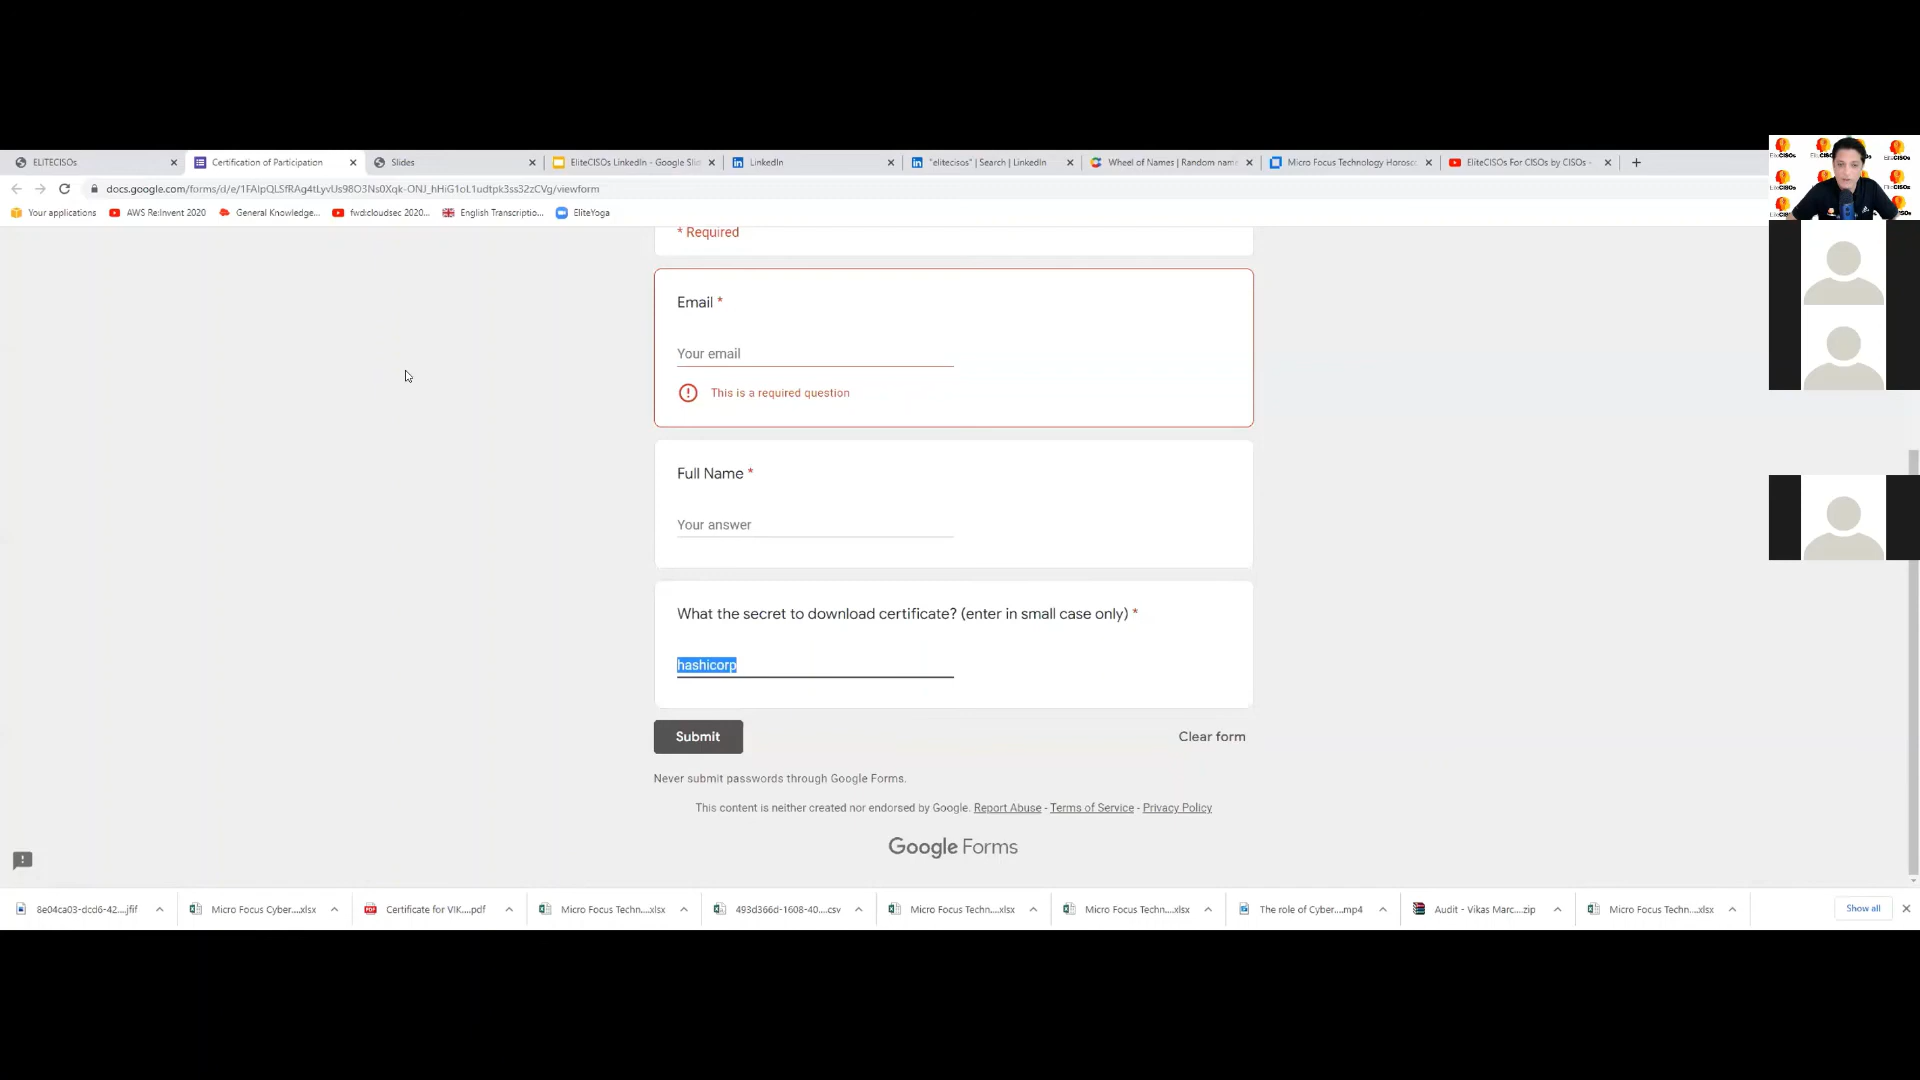 ELITECISOs
Certification of Participation
Slides
EliteCISOs LinkedIn - Google Slid
LinkedIn
"elitecisos" | Search | LinkedIn
Wheel of Names | Random name
Micro Focus Technology Horosc
EliteCISOs For CISOs by CISOs -
docs.google.com/forms/d/e/1FAIpQLSfRAg4tLyvUs98O3Ns0Xqk-ONJ_hHiG1oL1udtpk3ss32zCVg/viewform
Your applications
AWS Re:Invent 2020
General Knowledge...
fwd:cloudsec 2020...
English Transcriptio...
EliteYoga
* Required
Email *
Your email
This is a required question
Full Name *
Your answer
What the secret to download certificate? (enter in small case only) *
hashicorp
Submit
Clear form
Never submit passwords through Google Forms.
This content is neither created nor endorsed by Google. Report Abuse - Terms of Service - Privacy Policy
Google Forms
8e04ca03-dcd6-42....jfif
Micro Focus Cyber....xlsx
Certificate for VIK....pdf
Micro Focus Techn....xlsx
493d366d-1608-40....csv
Micro Focus Techn....xlsx
Micro Focus Techn....xlsx
The role of Cyber....mp4
Audit - Vikas Marc....zip
Micro Focus Techn....xlsx
Show all